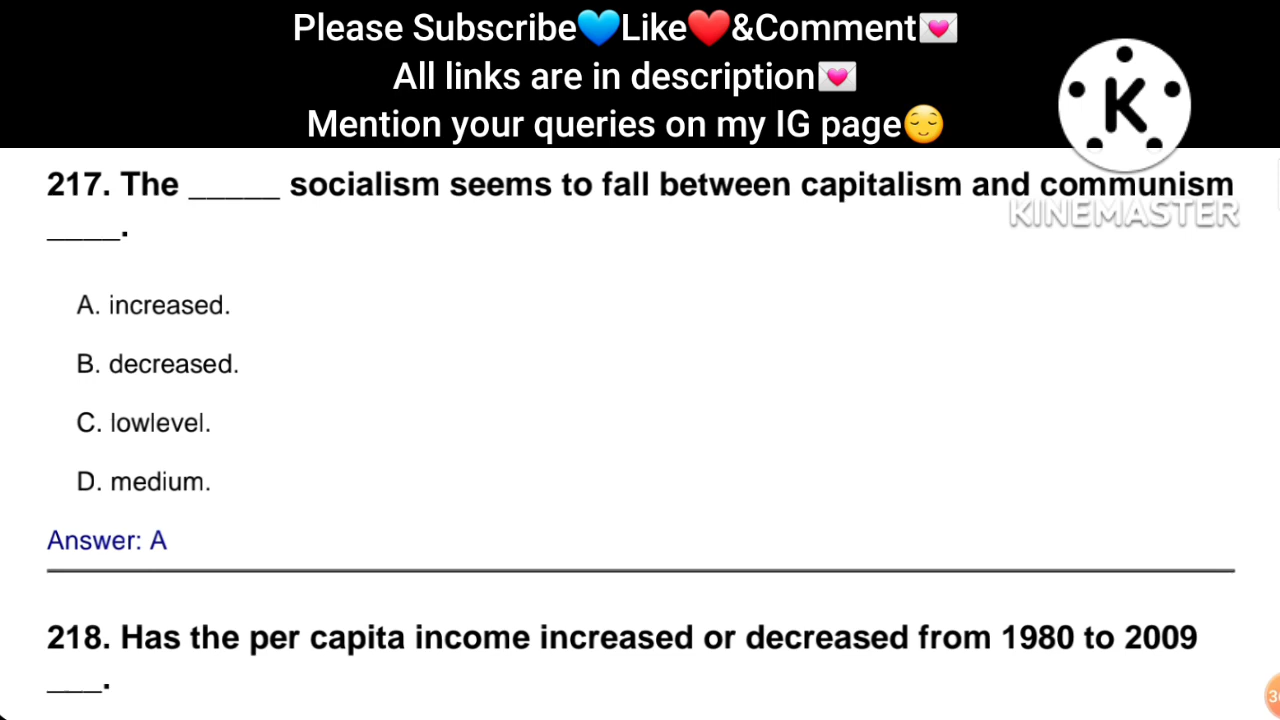 Please Subscribe💙Like❤️&Comment💌
All links are in description💌
Mention your queries on my IG page😌
K
KINEMASTER
217. The _____ socialism seems to fall between capitalism and communism
____.
A. increased.
B. decreased.
C. lowlevel.
D. medium.
Answer: A
218. Has the per capita income increased or decreased from 1980 to 2009
___.